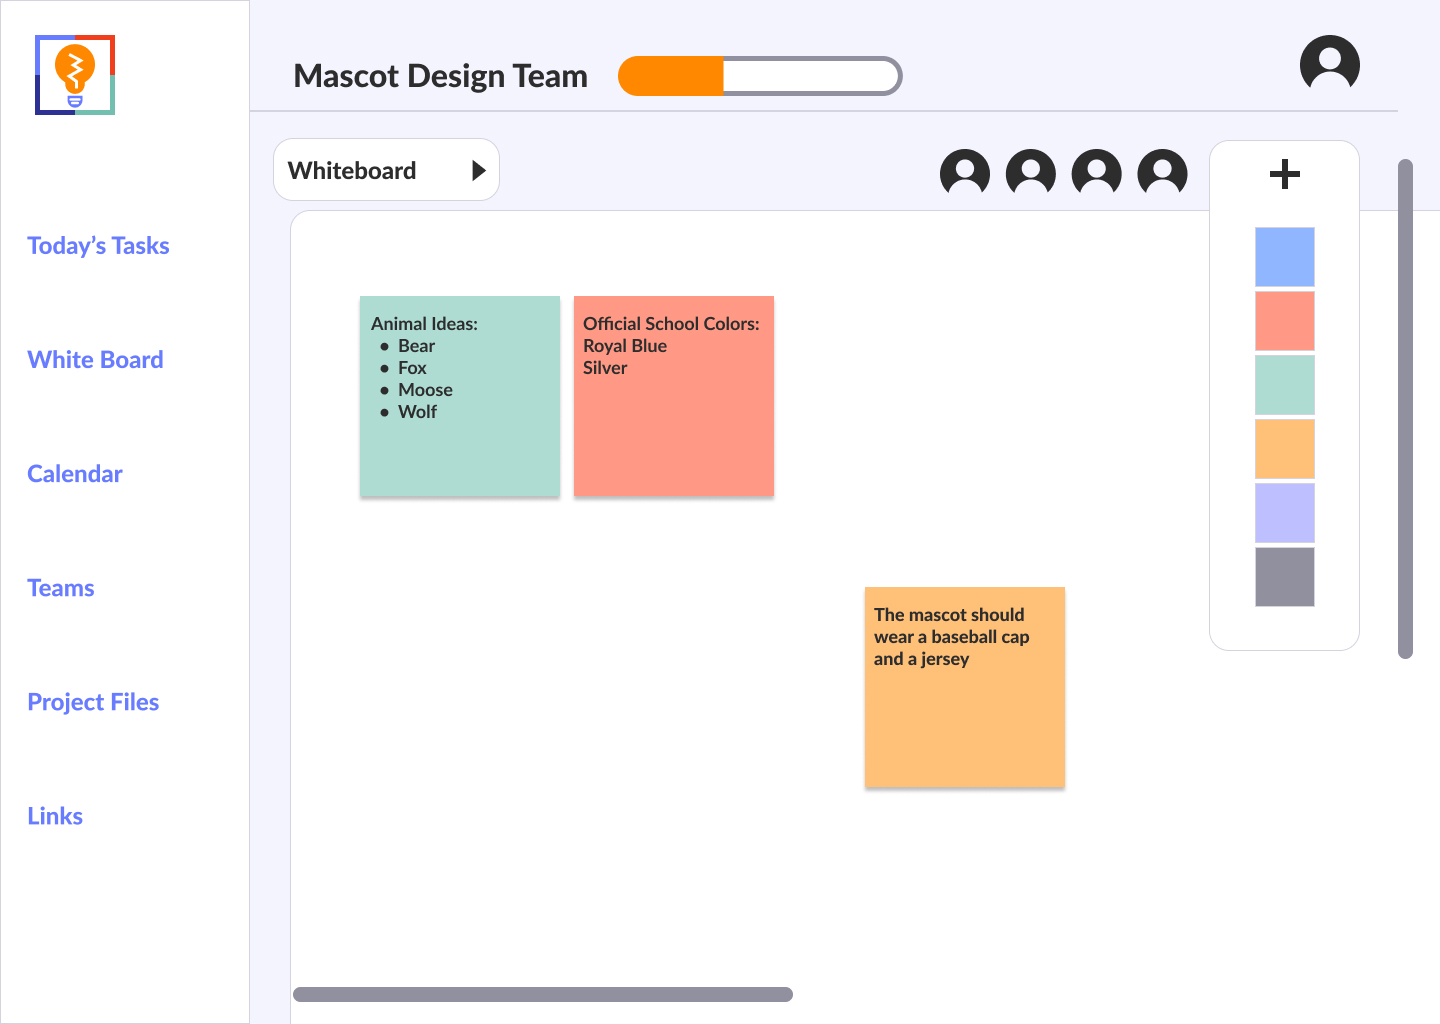 Mascot Design Team
Whiteboard
Today’s Tasks
White Board
Calendar
Teams
Project Files
Links
Animal Ideas:
● Bear
● Fox
● Moose
● Wolf
Official School Colors:
Royal Blue
Silver
The mascot should
wear a baseball cap
and a jersey